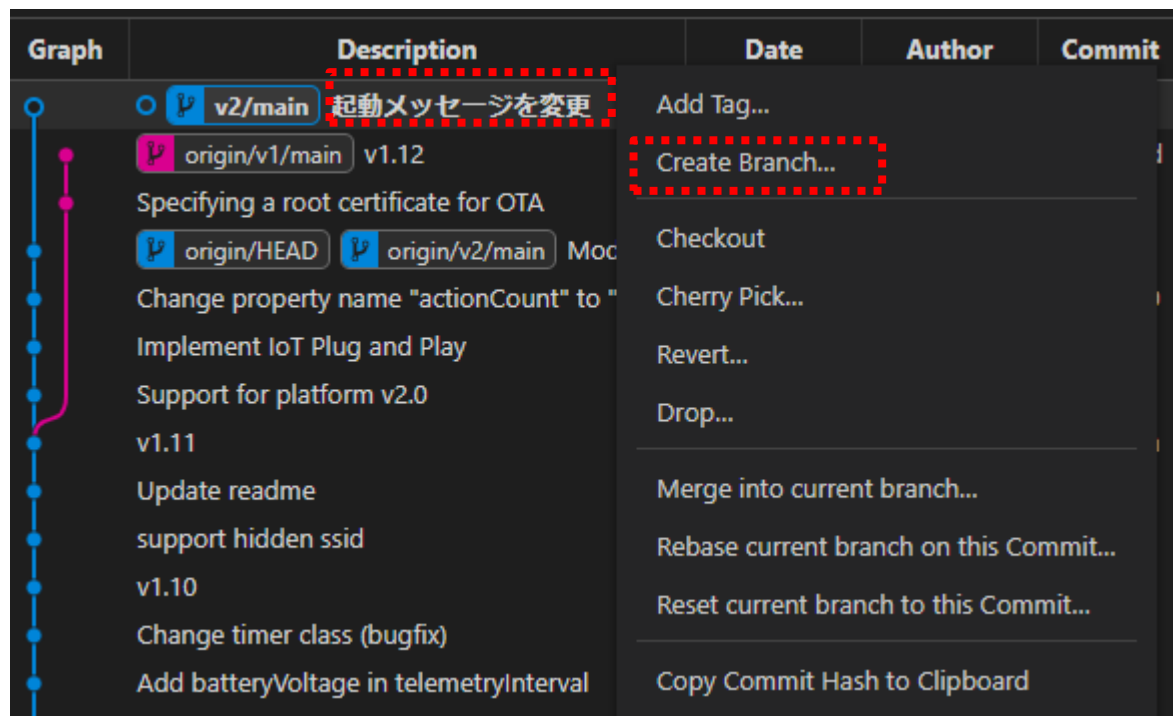 Graph Description Date Author Commit
v2/main 起動メッセージを変更
origin/v1/main v1.12
Specifying a root certificate for OTA
origin/HEAD origin/v2/main
Change property name "actionCount" to "
Implement IoT Plug and Play
Support for platform v2.0
v1.11
Update readme
support hidden ssid
v1.10
Change timer class (bugfix)
Add batteryVoltage in telemetryInterval
Add Tag...
Create Branch...
Checkout
Cherry Pick...
Revert...
Drop...
Merge into current branch...
Rebase current branch on this Commit...
Reset current branch to this Commit...
Copy Commit Hash to Clipboard